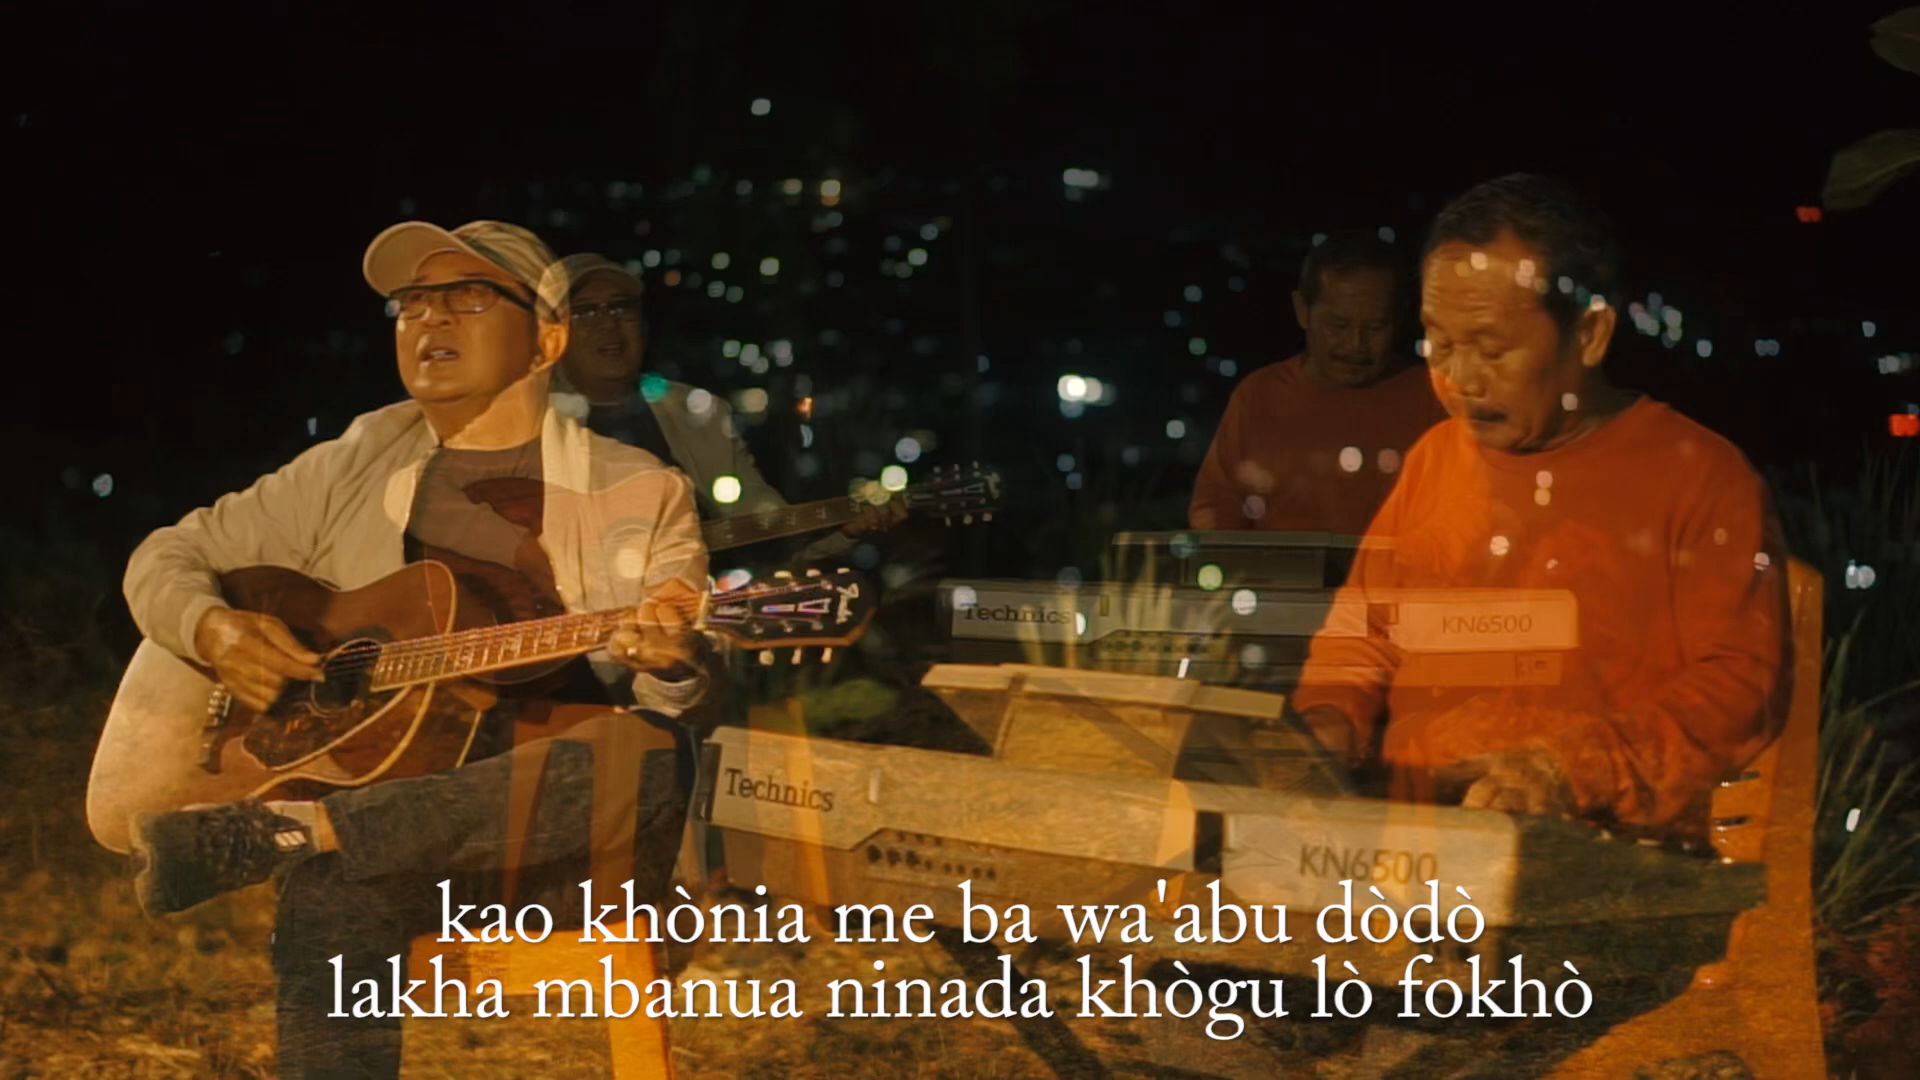 Technics
KN6500
Technics
KN6500
kao khònia me ba wa'abu dòdò
lakha mbanua ninada khògu lò fokhò